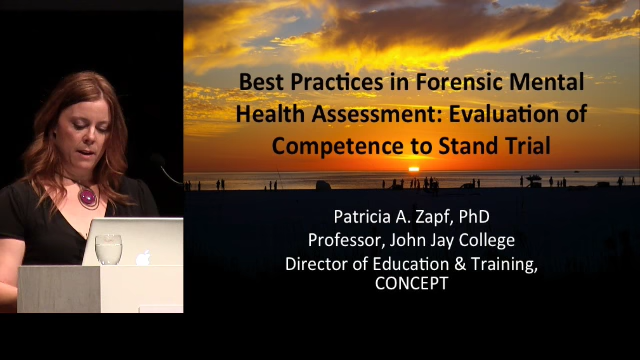 Best Practices in Forensic Mental
Health Assessment: Evaluation of
Competence to Stand Trial
Patricia A. Zapf, PhD
Professor, John Jay College
Director of Education & Training,
CONCEPT